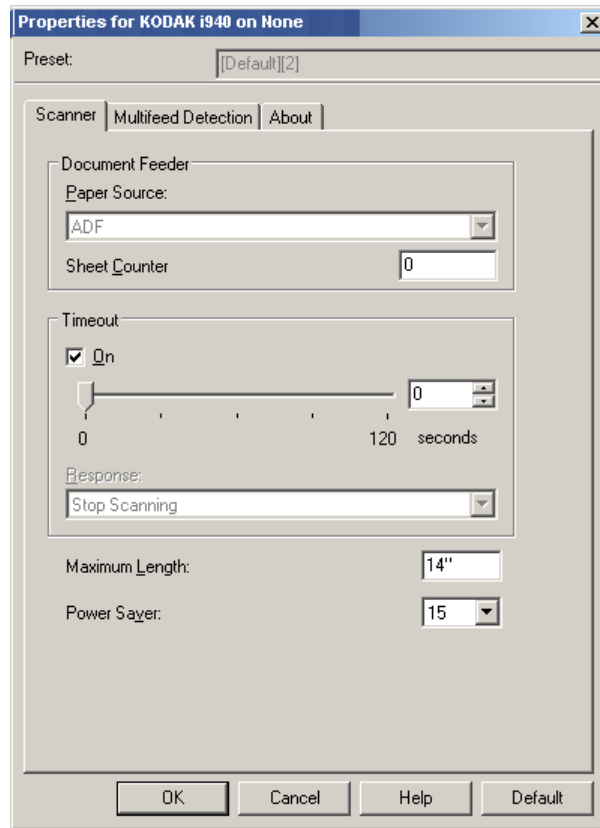 Properties for KODAK i940 on None
Preset: [Default][2]
Scanner Multifeed Detection About
Document Feeder
Paper Source:
ADF
Sheet Counter 0
Timeout
On
0
0 120 seconds
Response:
Stop Scanning
Maximum Length: 14"
Power Saver: 15
OK Cancel Help Default